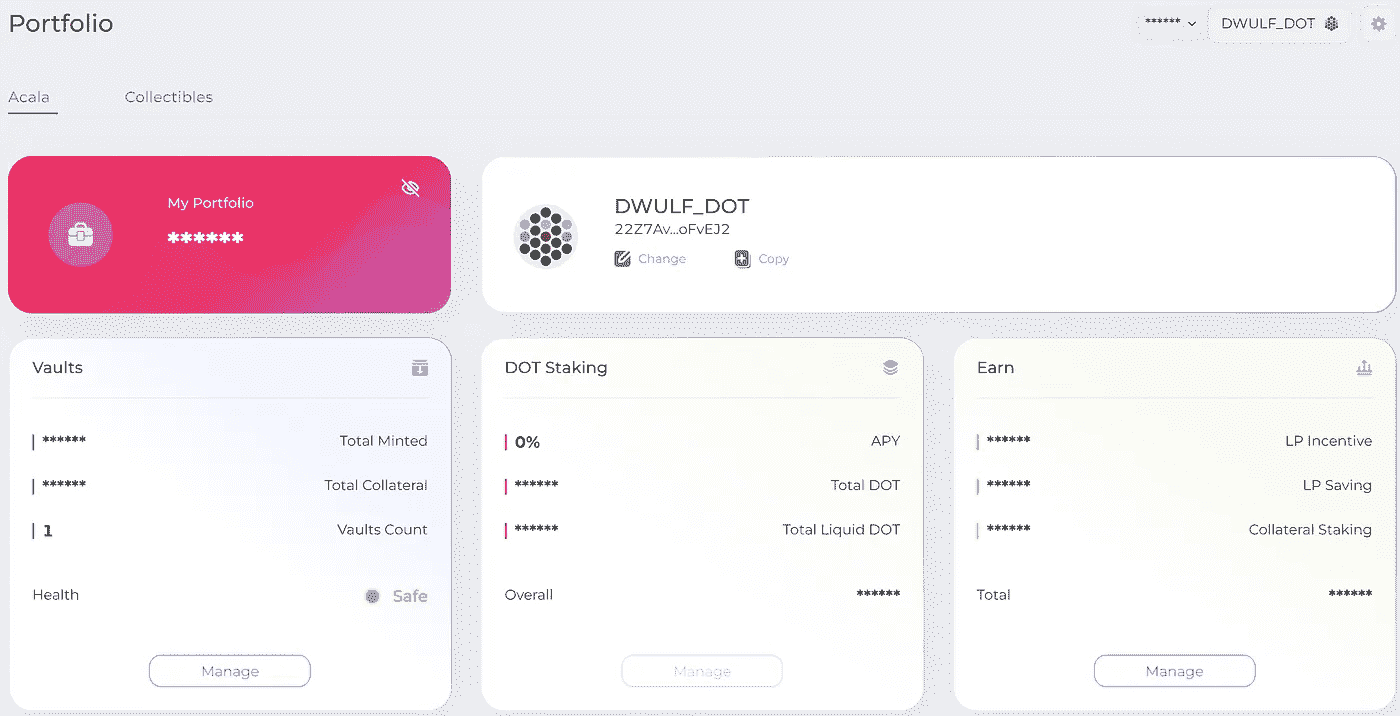 Portfolio
****** DWULF_DOT
Acala Collectibles
My Portfolio
******
DWULF_DOT
22Z7Av...oFvEJ2
Change Copy
Vaults
****** Total Minted
****** Total Collateral
1 Vaults Count
Health Safe
Manage
DOT Staking
0% APY
****** Total DOT
****** Total Liquid DOT
Overall ******
Manage
Earn
****** LP Incentive
****** LP Saving
****** Collateral Staking
Total ******
Manage